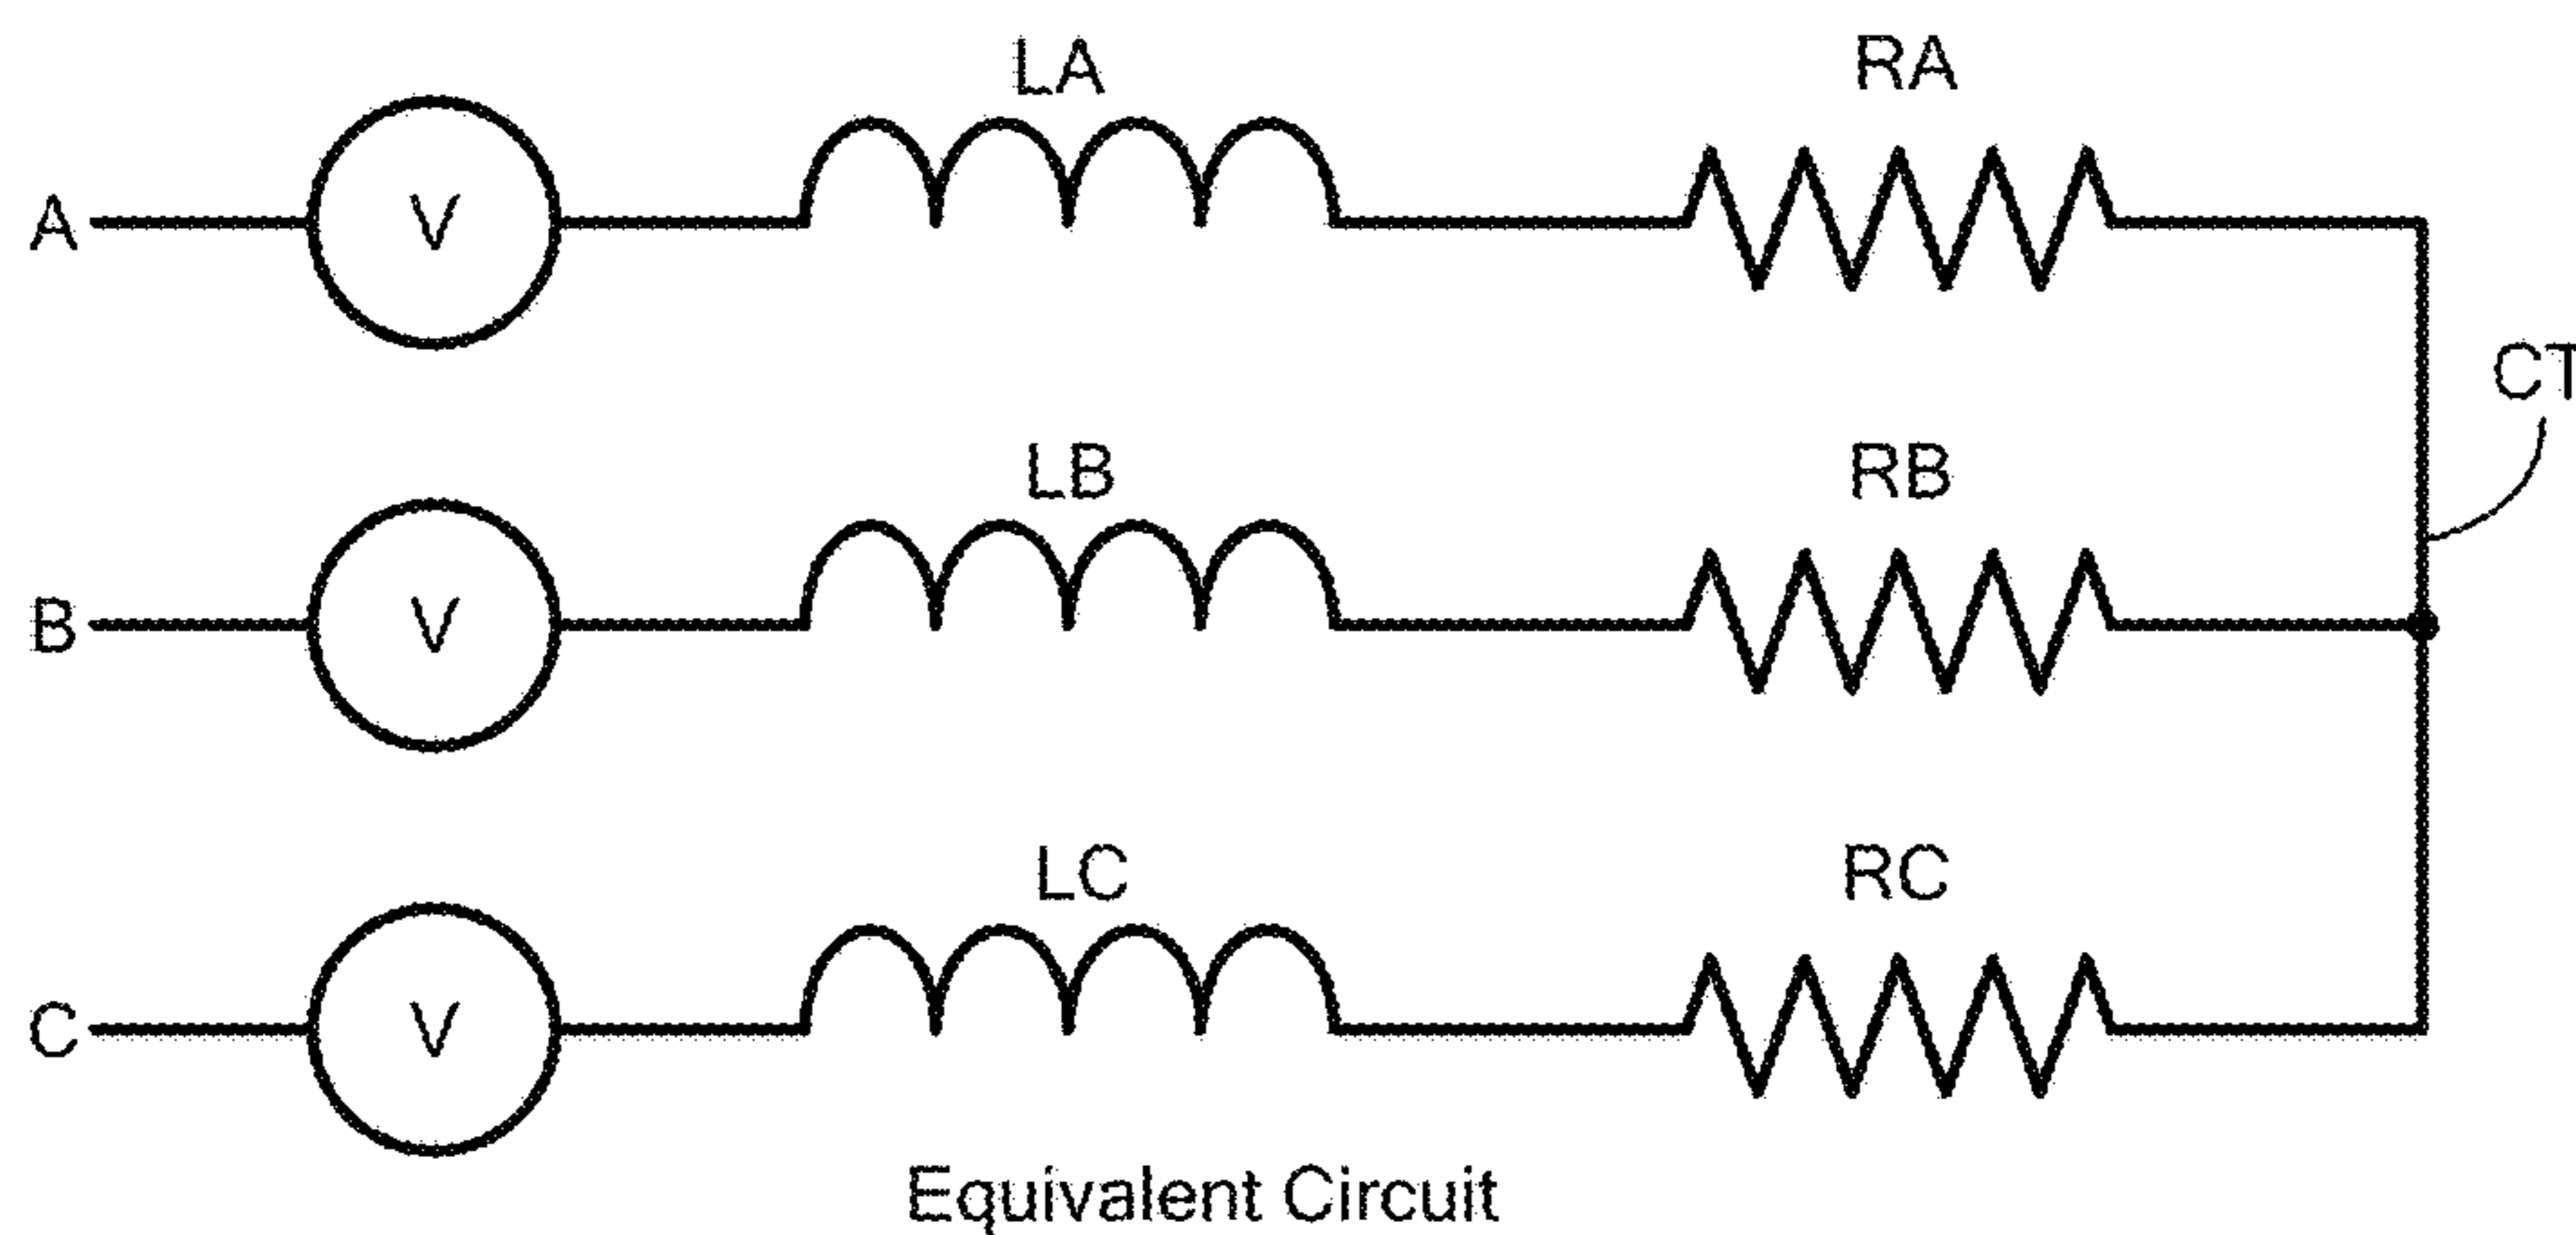 LA
RA
A
V
CT
LB
RB
B
V
LC
RC
C
V
Equivalent Circuit